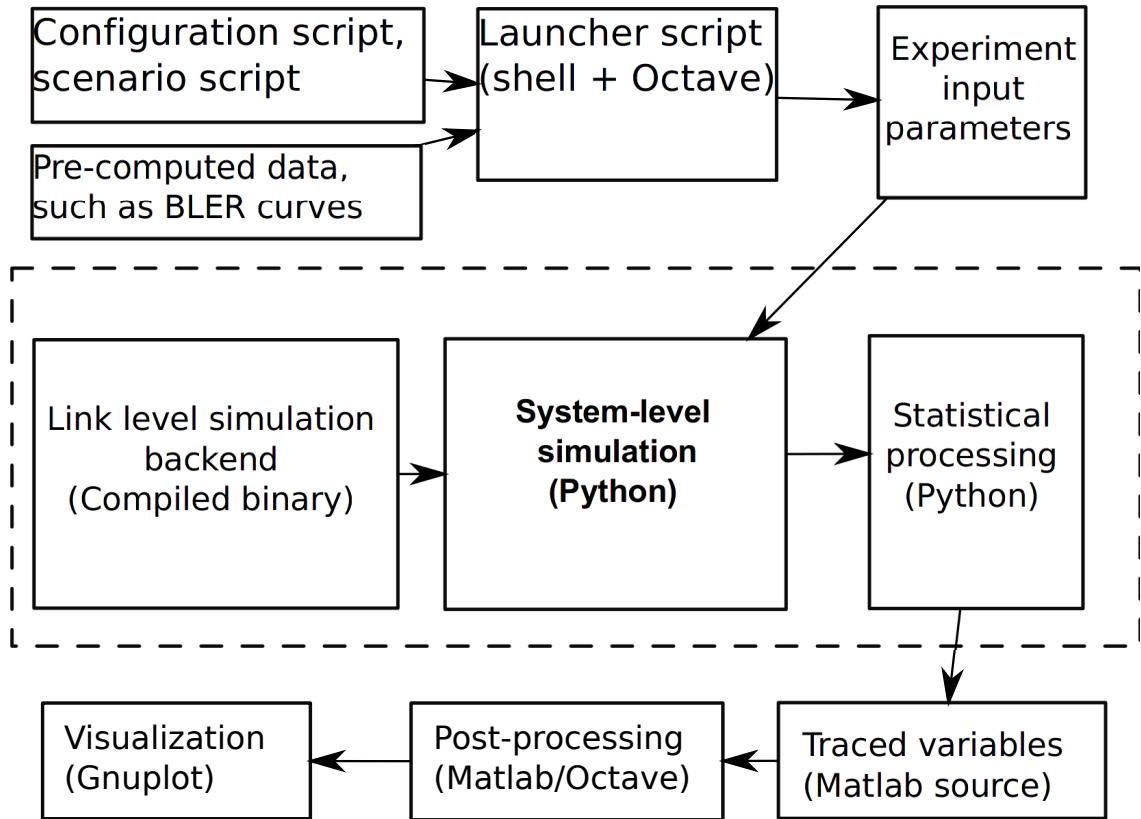 Configuration script,
scenario script
Launcher script
(shell + Octave)
Experiment
input
parameters
Pre-computed data,
such as BLER curves
Link level simulation
backend
(Compiled binary)
System-level
simulation
(Python)
Statistical
processing
(Python)
Visualization
(Gnuplot)
Post-processing
(Matlab/Octave)
Traced variables
(Matlab source)